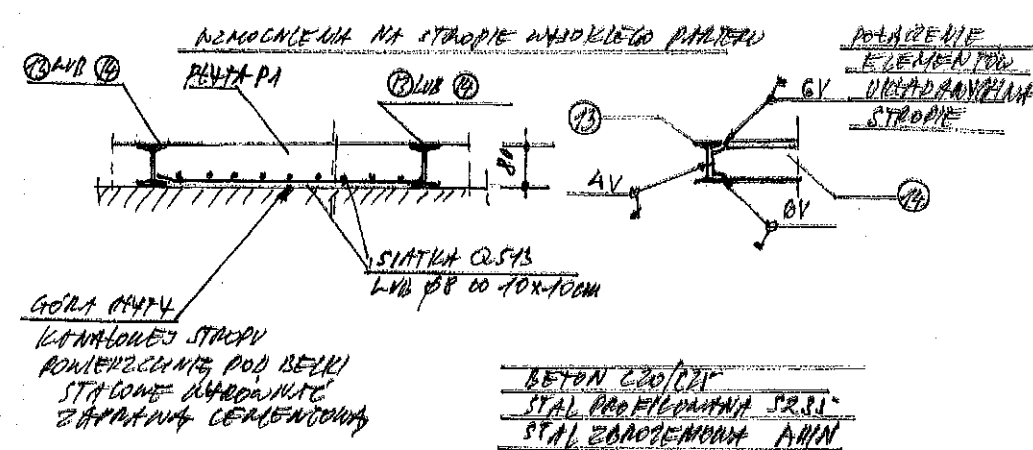 WZMOCNIENIA NA STROPIE WYSOKIEGO PARTERU
POŁĄCZENIE
ELEMENTÓW
UKŁADANYCH NA
STROPIE
13 LUB 14
PŁYTA P1
13 LUB 14
6V
13
80
4V
14
6V
SIATKA Q513
LUB φ8 co 10x10cm
GÓRA PŁYTY
KANAŁOWEJ STROPU
POWIERZCHNIĘ POD BELKI
STALOWE WYRÓWNAĆ
ZAPRAWĄ CEMENTOWĄ
BETON C20/C25
STAL PROFILOWANA S235
STAL ZBROJENIOWA AIIIN